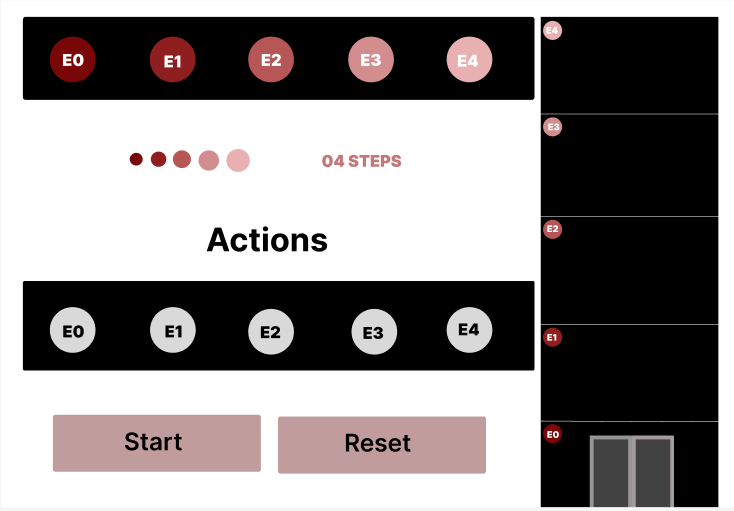 E0 E1 E2 E3 E4
04 STEPS
Actions
E0 E1 E2 E3 E4
Start Reset
E4
E3
E2
E1
E0